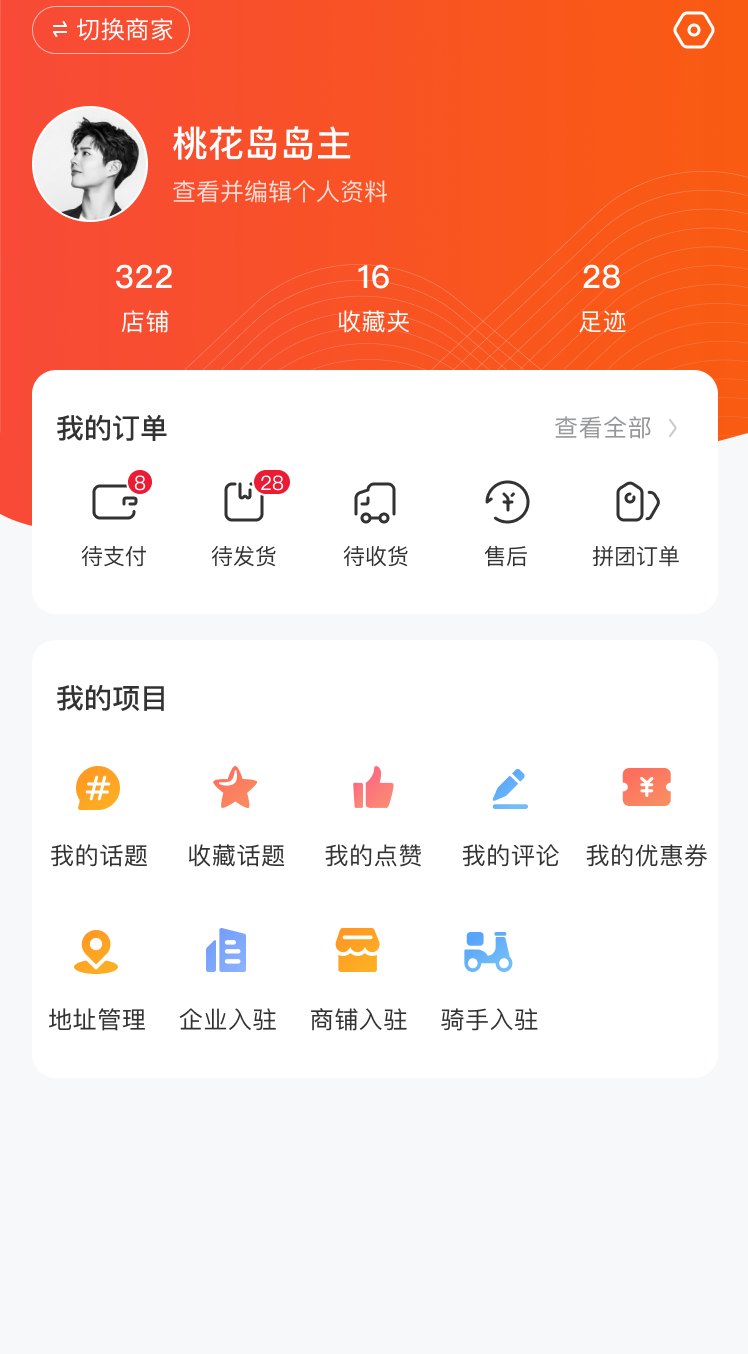 切换商家
桃花岛岛主
查看并编辑个人资料
322 16 28
店铺 收藏夹 足迹
我的订单 查看全部
8 28
待支付 待发货 待收货 售后 拼团订单
我的项目
我的话题 收藏话题 我的点赞 我的评论 我的优惠券
地址管理 企业入驻 商铺入驻 骑手入驻